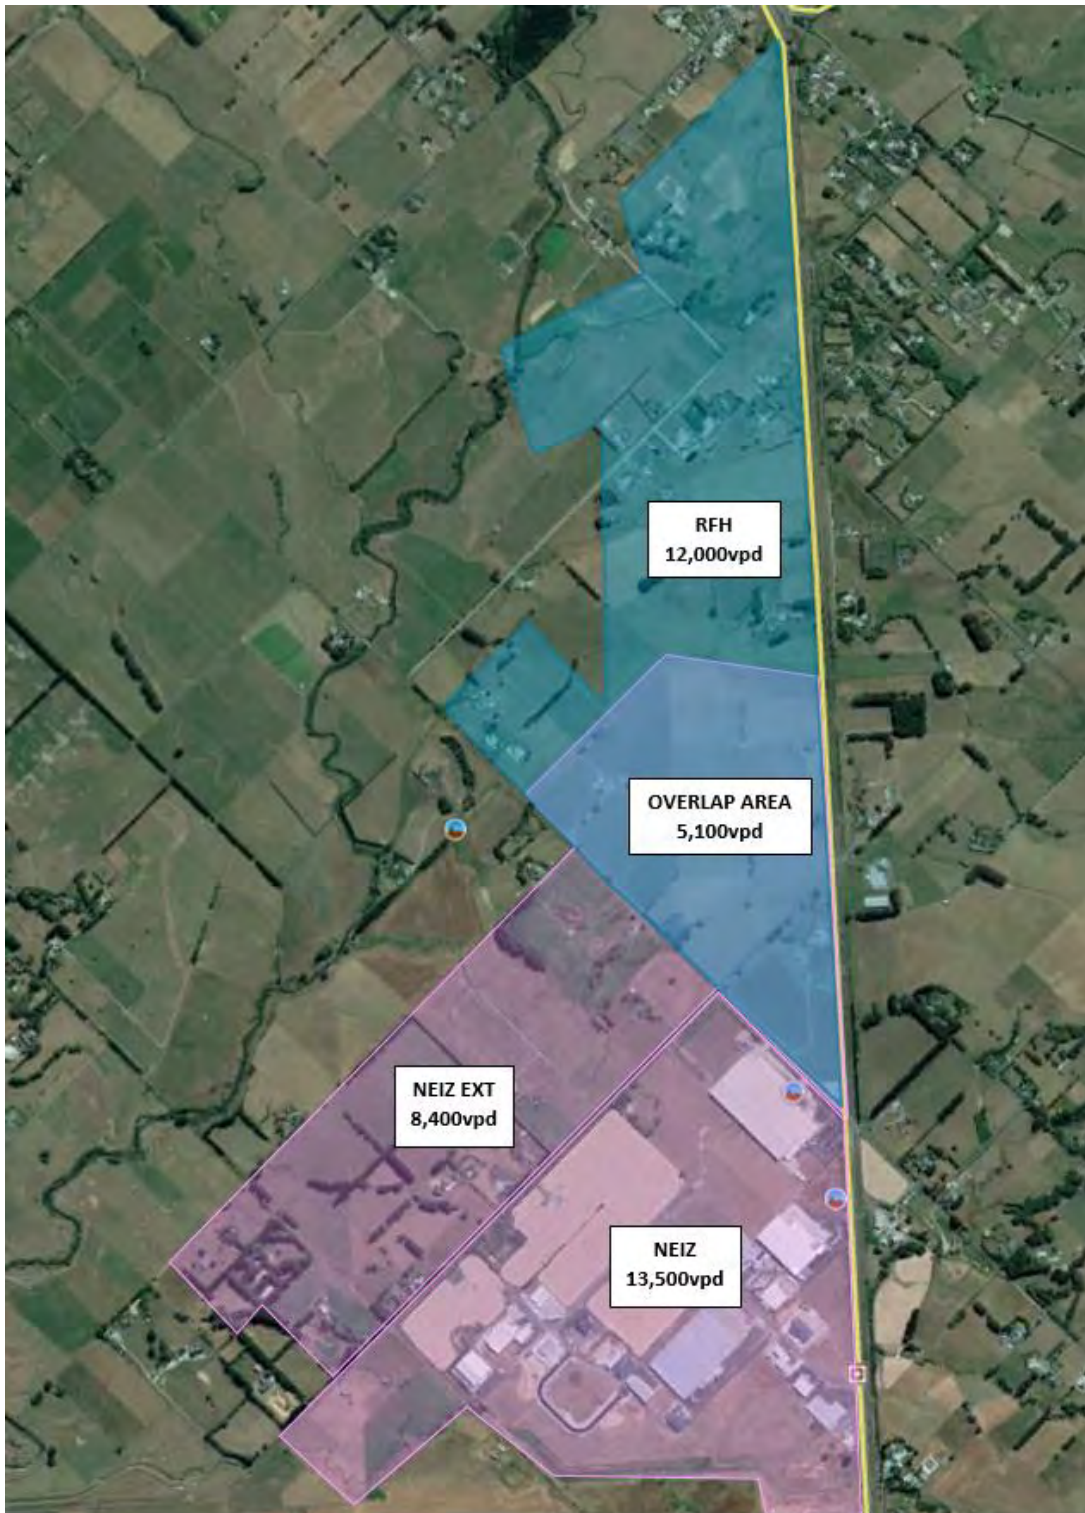 RFH
12,000vpd
OVERLAP AREA
5,100vpd
NEIZ EXT
8,400vpd
NEIZ
13,500vpd